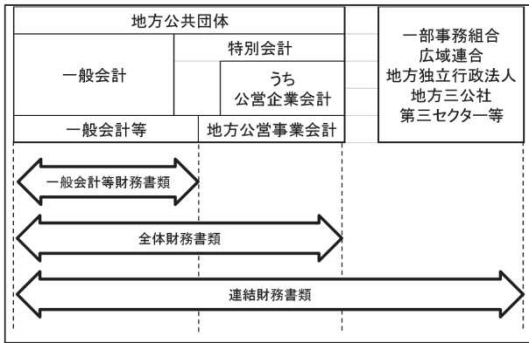 地方公共団体
一般会計
特別会計
うち
公営企業会計
一般会計等
地方公営事業会計
一部事務組合
広域連合
地方独立行政法人
地方三公社
第三セクター等
一般会計等財務書類
全体財務書類
連結財務書類